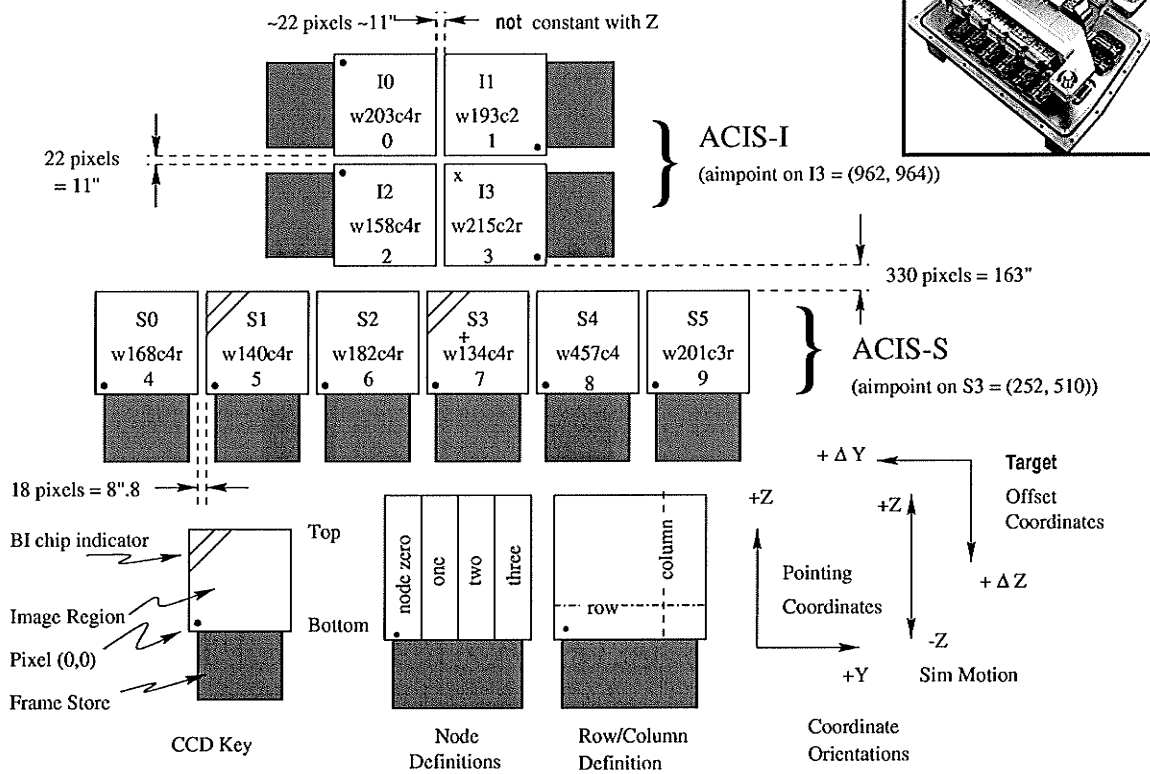 ~22 pixels ~11"
not constant with Z
I0
w203c4r
0
I1
w193c2
1
22 pixels
= 11"
I2
w158c4r
2
x
I3
w215c2r
3
ACIS-I
(aimpoint on I3 = (962, 964))
330 pixels = 163"
S0
w168c4r
4
S1
w140c4r
5
S2
w182c4r
6
S3
+
w134c4r
7
S4
w457c4
8
S5
w201c3r
9
ACIS-S
(aimpoint on S3 = (252, 510))
18 pixels = 8".8
BI chip indicator
Image Region
Pixel (0,0)
Frame Store
Top
Bottom
CCD Key
node zero
one
two
three
Node
Definitions
row
column
Row/Column
Definition
+Z
Pointing
Coordinates
+Y
+Z
-Z
Sim Motion
+ Δ Y
+ Δ Z
Target
Offset
Coordinates
Coordinate
Orientations